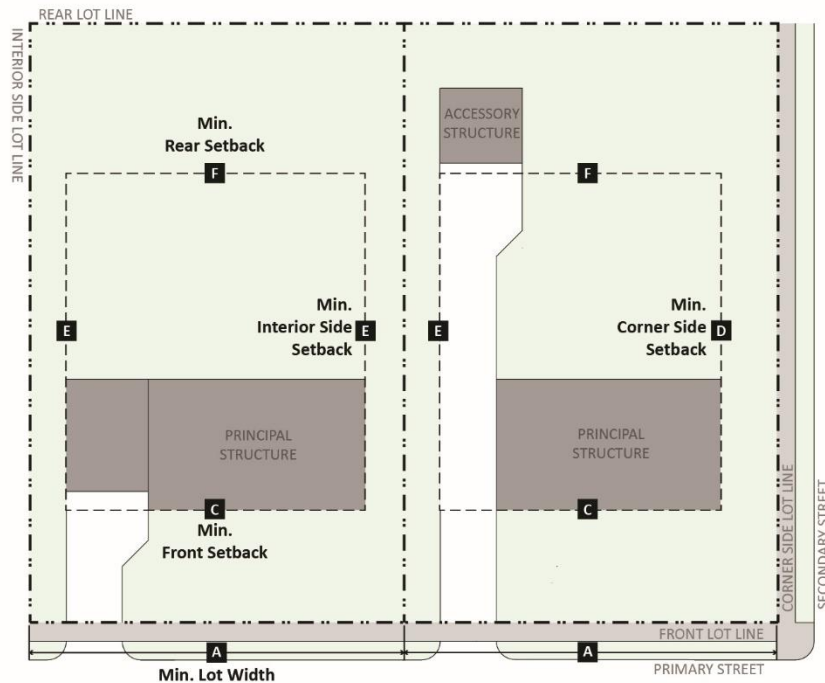 REAR LOT LINE
INTERIOR SIDE LOT LINE
ACCESSORY
STRUCTURE
Min.
Rear Setback
F
F
Min.
Interior Side
Setback
Min.
Corner Side
Setback
E
E
E
D
PRINCIPAL
STRUCTURE
PRINCIPAL
STRUCTURE
C
C
Min.
Front Setback
CORNER SIDE LOT LINE
SECONDARY STREET
FRONT LOT LINE
A
A
Min. Lot Width
PRIMARY STREET